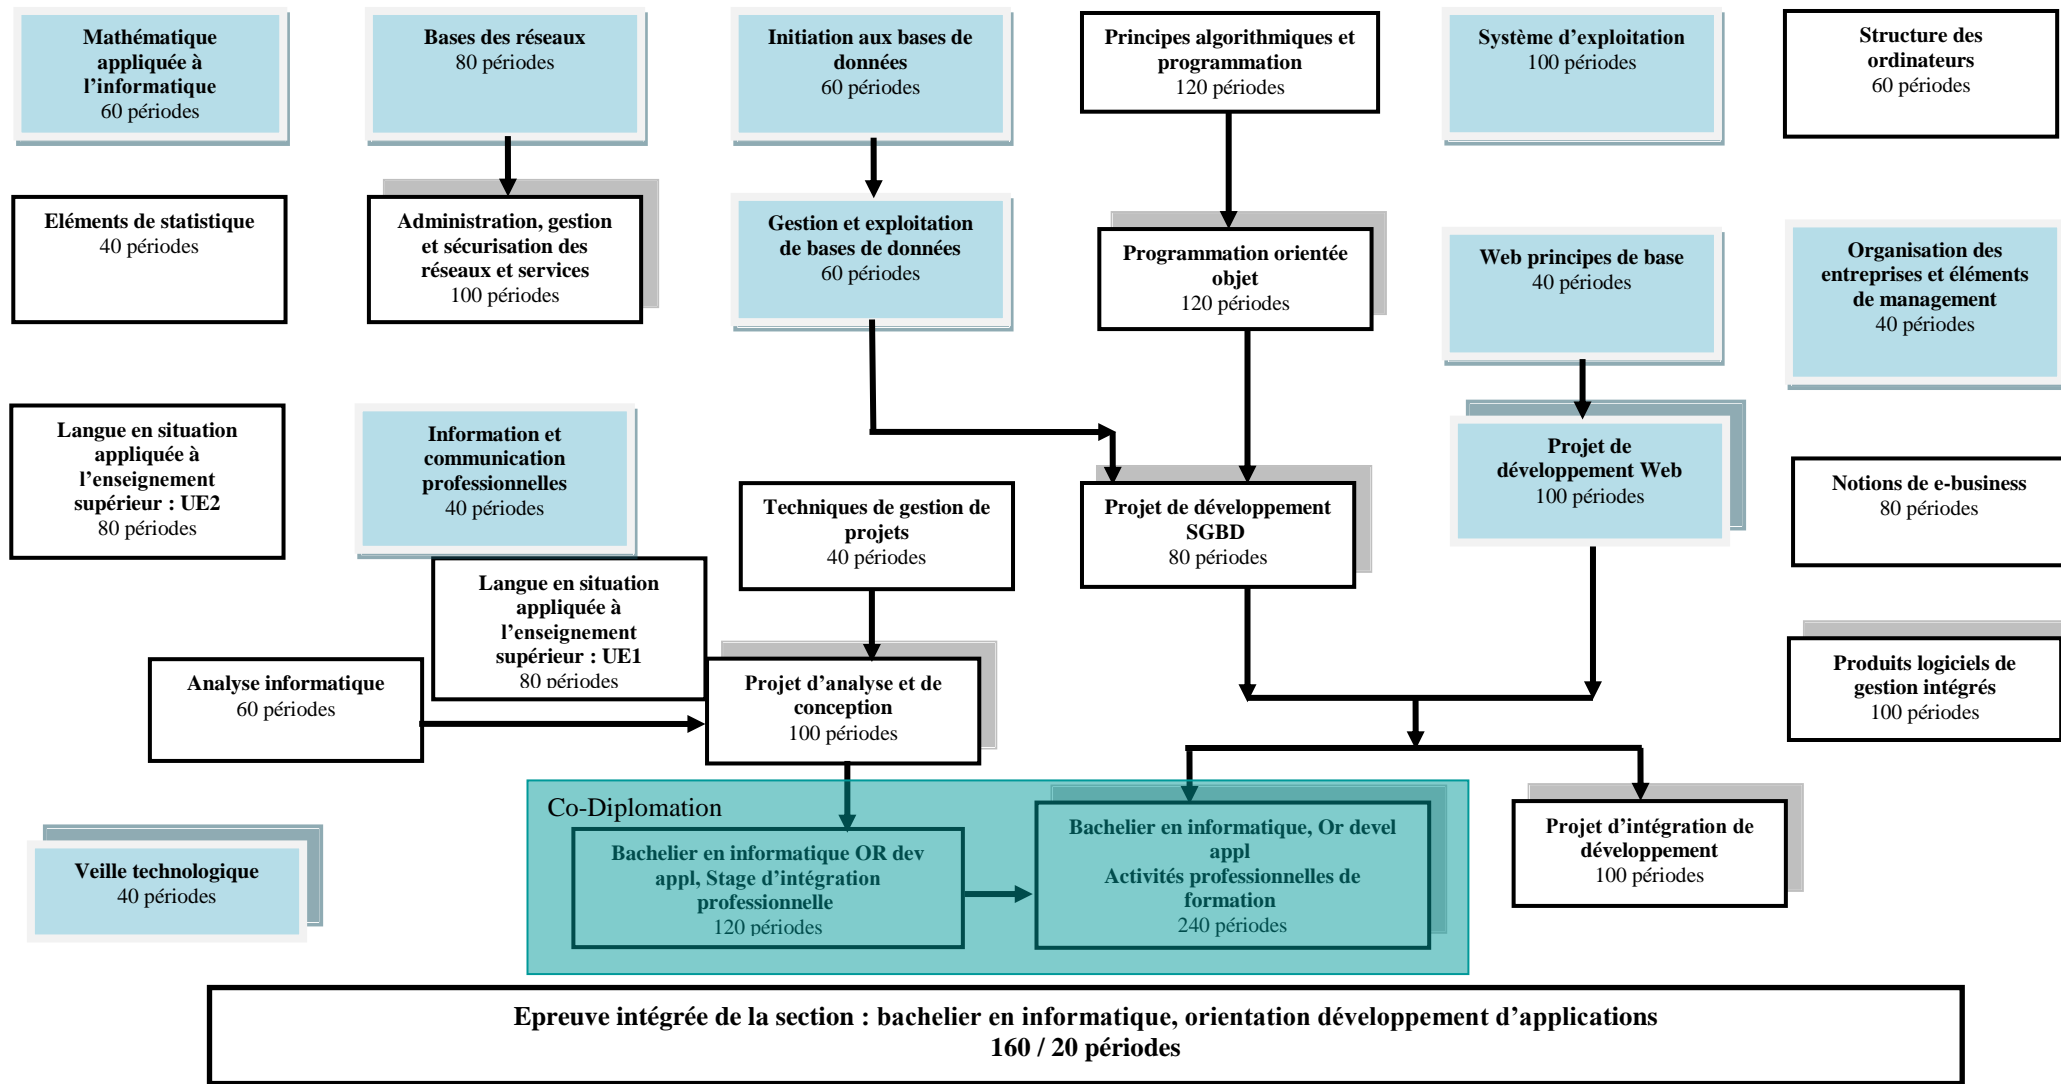 Mathématique
appliquée à
l’informatique
60 périodes
Bases des réseaux
80 périodes
Initiation aux bases de
données
60 périodes
Principes algorithmiques et
programmation
120 périodes
Système d’exploitation
100 périodes
Structure des
ordinateurs
60 périodes
Eléments de statistique
40 périodes
Administration, gestion
et sécurisation des
réseaux et services
100 périodes
Gestion et exploitation
de bases de données
60 périodes
Programmation orientée
objet
120 périodes
Web principes de base
40 périodes
Organisation des
entreprises et éléments
de management
40 périodes
Langue en situation
appliquée à
l’enseignement
supérieur : UE2
80 périodes
Information et
communication
professionnelles
40 périodes
Techniques de gestion de
projets
40 périodes
Projet de développement
SGBD
80 périodes
Projet de
développement Web
100 périodes
Notions de e-business
80 périodes
Langue en situation
appliquée à
l’enseignement
supérieur : UE1
80 périodes
Analyse informatique
60 périodes
Projet d’analyse et de
conception
100 périodes
Produits logiciels de
gestion intégrés
100 périodes
Co-Diplomation
Veille technologique
40 périodes
Bachelier en informatique OR dev
appl, Stage d’intégration
professionnelle
120 périodes
Bachelier en informatique, Or devel
appl
Activités professionnelles de
formation
240 périodes
Projet d’intégration de
développement
100 périodes
Epreuve intégrée de la section : bachelier en informatique, orientation développement d’applications
160 / 20 périodes